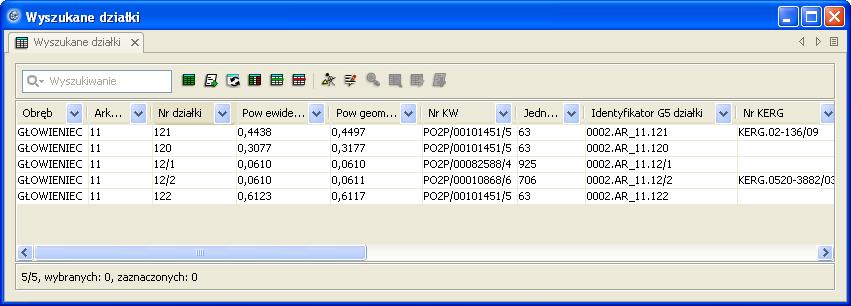 Wyszukane działki
Wyszukane działki
Wyszukiwanie
Obręb Ark... Nr działki Pow ewide... Pow geom... Nr KW Jedn... Identyfikator G5 działki Nr KERG
GŁOWIENIEC 11 121 0,4438 0,4497 PO2P/00101451/5 63 0002.AR_11.121 KERG.02-136/09
GŁOWIENIEC 11 120 0,3077 0,3177 PO2P/00101451/5 63 0002.AR_11.120
GŁOWIENIEC 11 12/1 0,0610 0,0610 PO2P/00082588/4 925 0002.AR_11.12/1
GŁOWIENIEC 11 12/2 0,0610 0,0611 PO2P/00010868/6 706 0002.AR_11.12/2 KERG.0520-3882/03
GŁOWIENIEC 11 122 0,6123 0,6117 PO2P/00101451/5 63 0002.AR_11.122
5/5, wybranych: 0, zaznaczonych: 0